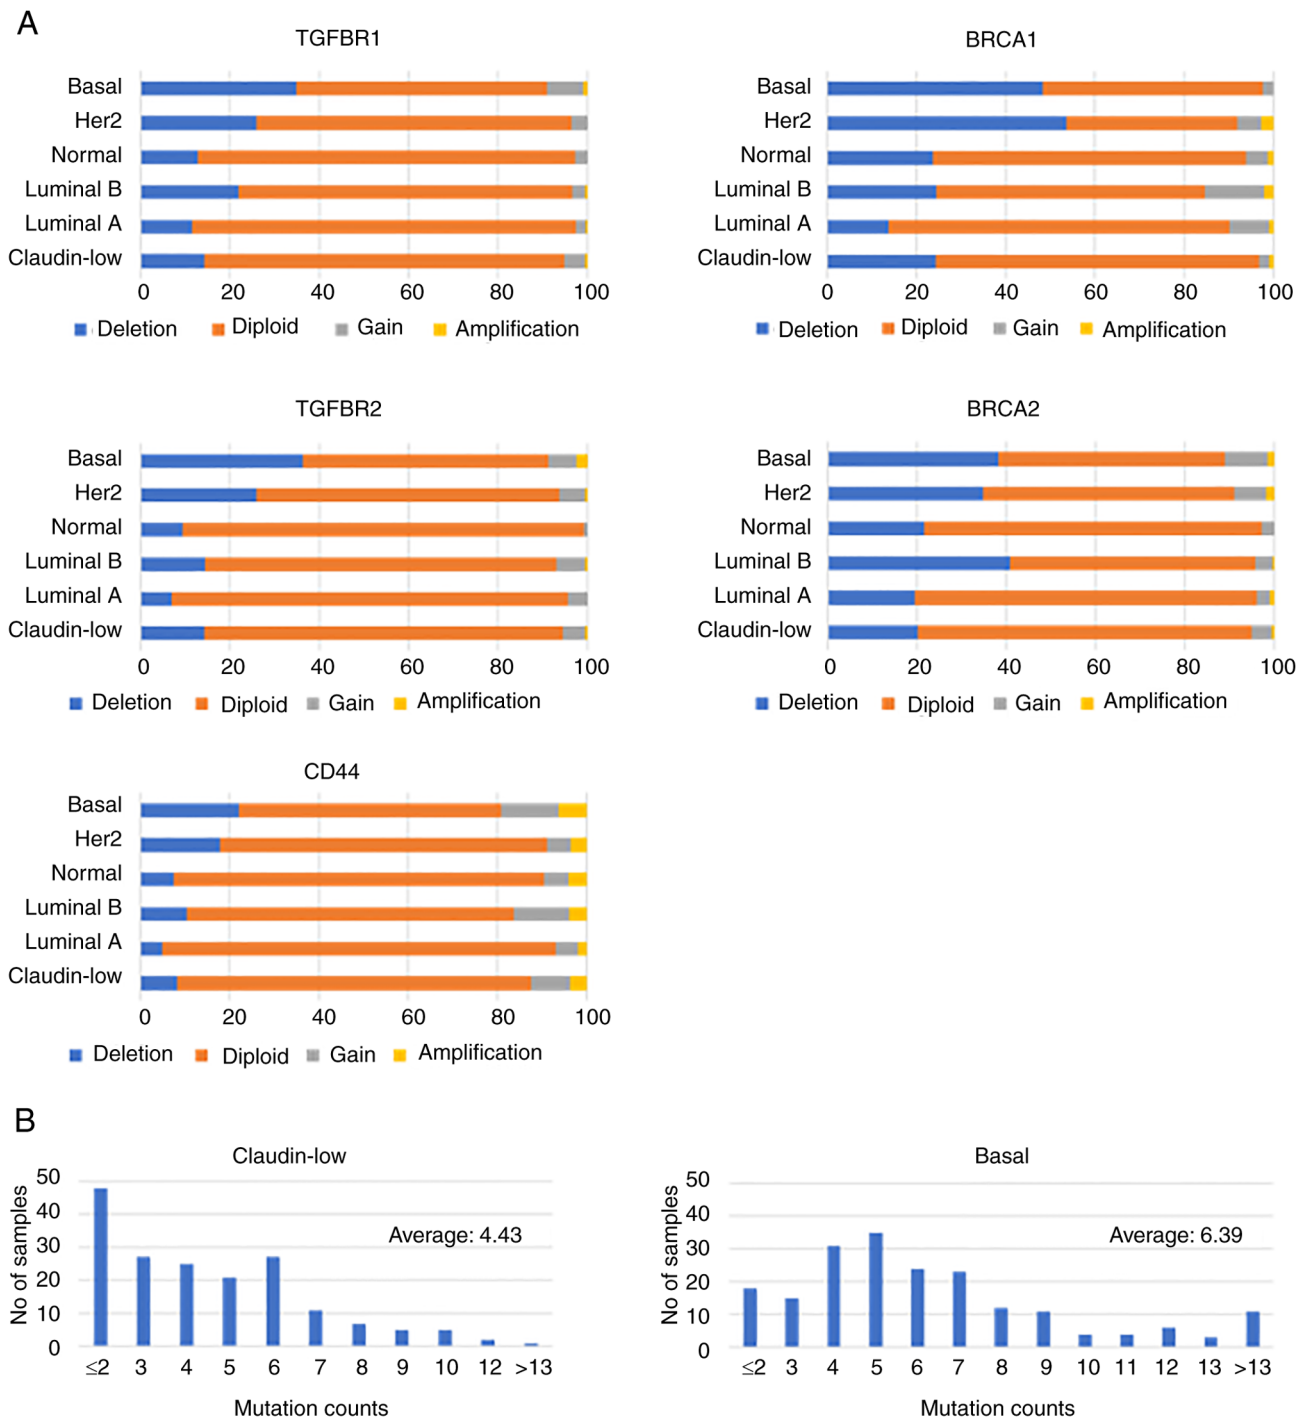 A
TGFBR1
Basal
Her2
Normal
Luminal B
Luminal A
Claudin-low
0 20 40 60 80 100
Deletion Diploid Gain Amplification
BRCA1
Basal
Her2
Normal
Luminal B
Luminal A
Claudin-low
0 20 40 60 80 100
Deletion Diploid Gain Amplification
TGFBR2
Basal
Her2
Normal
Luminal B
Luminal A
Claudin-low
0 20 40 60 80 100
Deletion Diploid Gain Amplification
BRCA2
Basal
Her2
Normal
Luminal B
Luminal A
Claudin-low
0 20 40 60 80 100
Deletion Diploid Gain Amplification
CD44
Basal
Her2
Normal
Luminal B
Luminal A
Claudin-low
0 20 40 60 80 100
Deletion Diploid Gain Amplification
B
Claudin-low
No of samples
50
40
30
20
10
0
Average: 4.43
≤2 3 4 5 6 7 8 9 10 12 >13
Mutation counts
Basal
No of samples
50
40
30
20
10
0
Average: 6.39
≤2 3 4 5 6 7 8 9 10 11 12 13 >13
Mutation counts